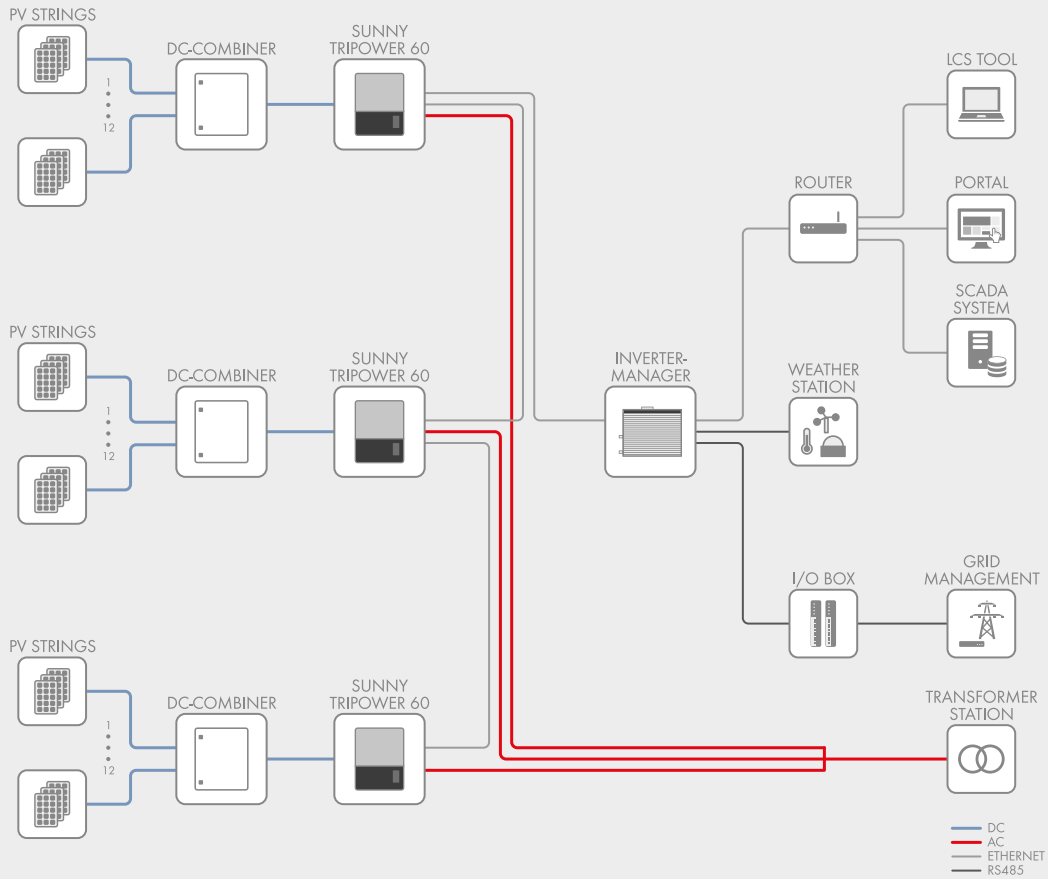 PV STRINGS
DC-COMBINER
SUNNY
TRIPOWER 60
1
12
LCS TOOL
ROUTER
PORTAL
SCADA
SYSTEM
PV STRINGS
DC-COMBINER
SUNNY
TRIPOWER 60
1
12
INVERTER-
MANAGER
WEATHER
STATION
I/O BOX
GRID
MANAGEMENT
PV STRINGS
DC-COMBINER
SUNNY
TRIPOWER 60
1
12
TRANSFORMER
STATION
DC
AC
ETHERNET
RS485